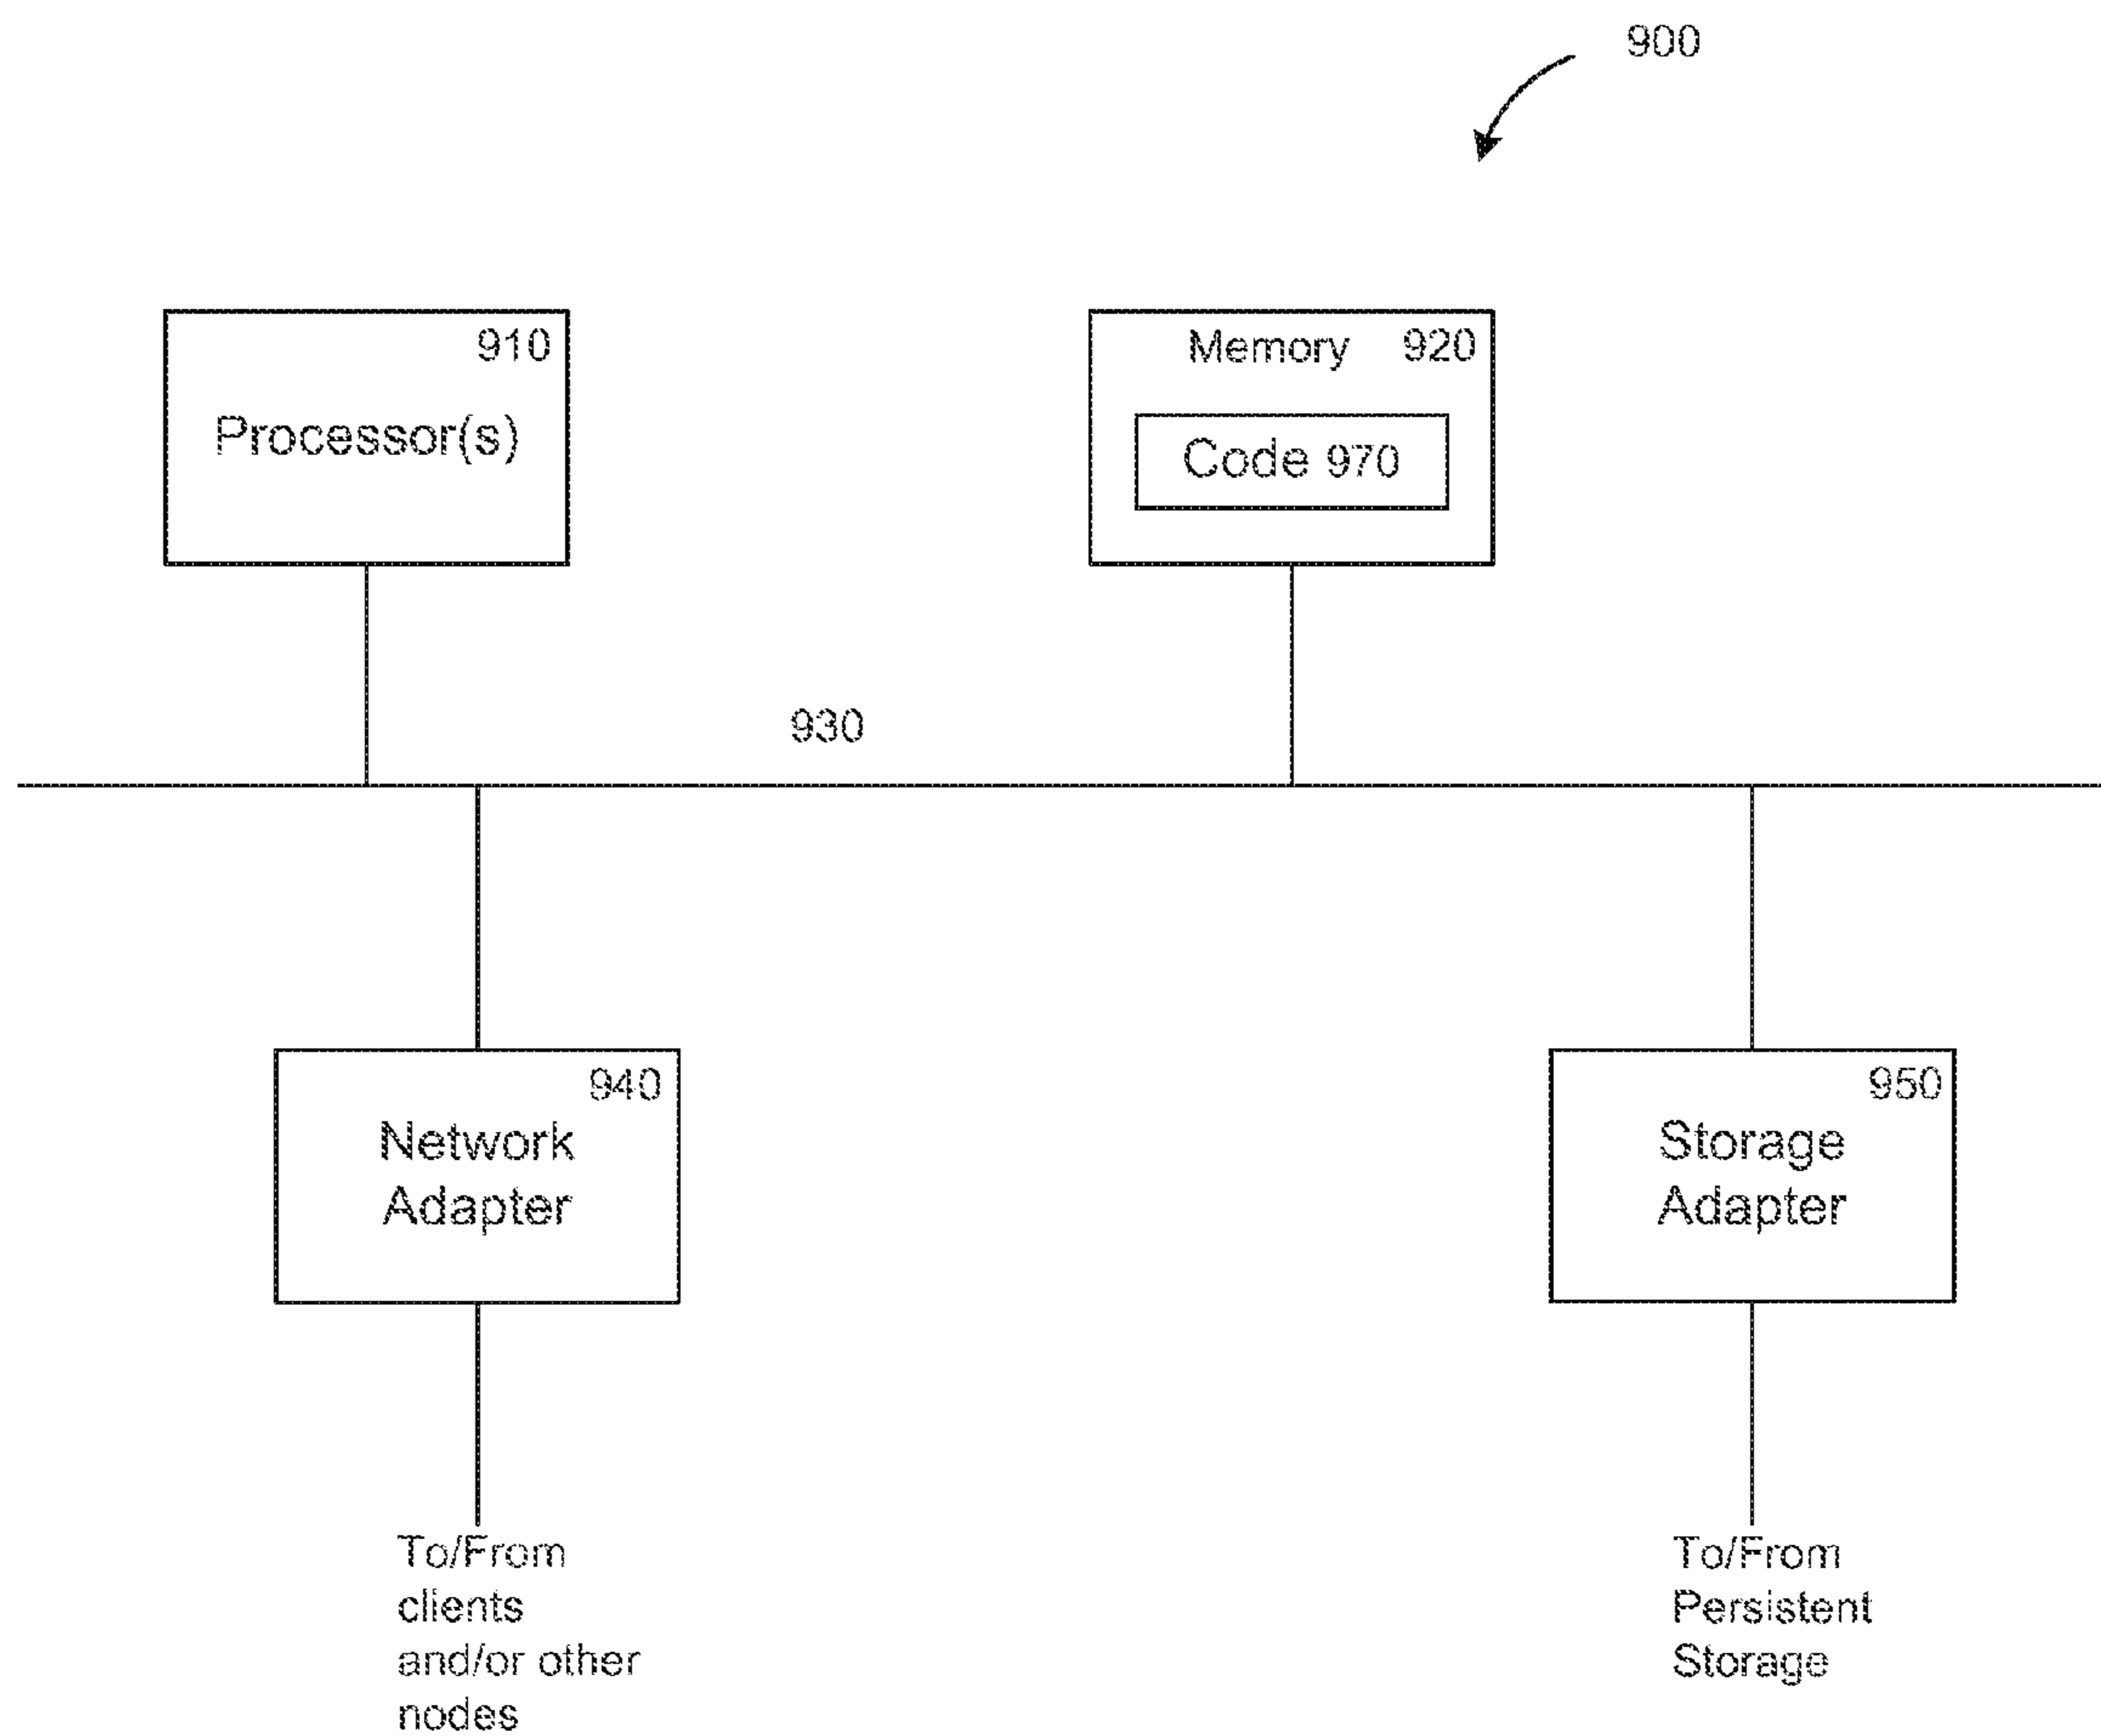 900
910
Processor(s)
Memory 920
Code 970
930
940
Network
Adapter
950
Storage
Adapter
To/From
clients
and/or other
nodes
To/From
Persistent
Storage